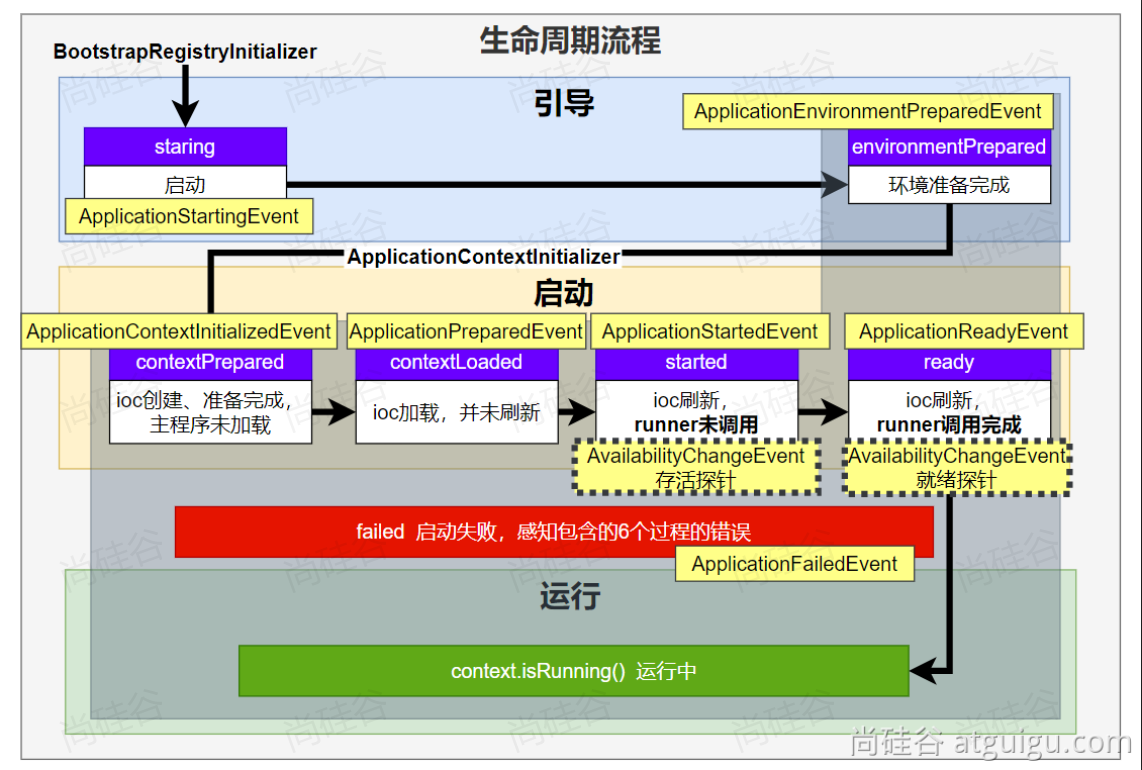 生命周期流程
BootstrapRegistryInitializer
引导
ApplicationEnvironmentPreparedEvent
staring
environmentPrepared
启动
环境准备完成
ApplicationStartingEvent
ApplicationContextInitializer
启动
ApplicationContextInitializedEvent
ApplicationPreparedEvent
ApplicationStartedEvent
ApplicationReadyEvent
contextPrepared
contextLoaded
started
ready
ioc创建、准备完成，
主程序未加载
ioc加载，并未刷新
ioc刷新，
runner未调用
ioc刷新，
runner调用完成
AvailabilityChangeEvent
存活探针
AvailabilityChangeEvent
就绪探针
failed 启动失败，感知包含的6个过程的错误
ApplicationFailedEvent
运行
context.isRunning() 运行中
尚硅谷 atguigu.com